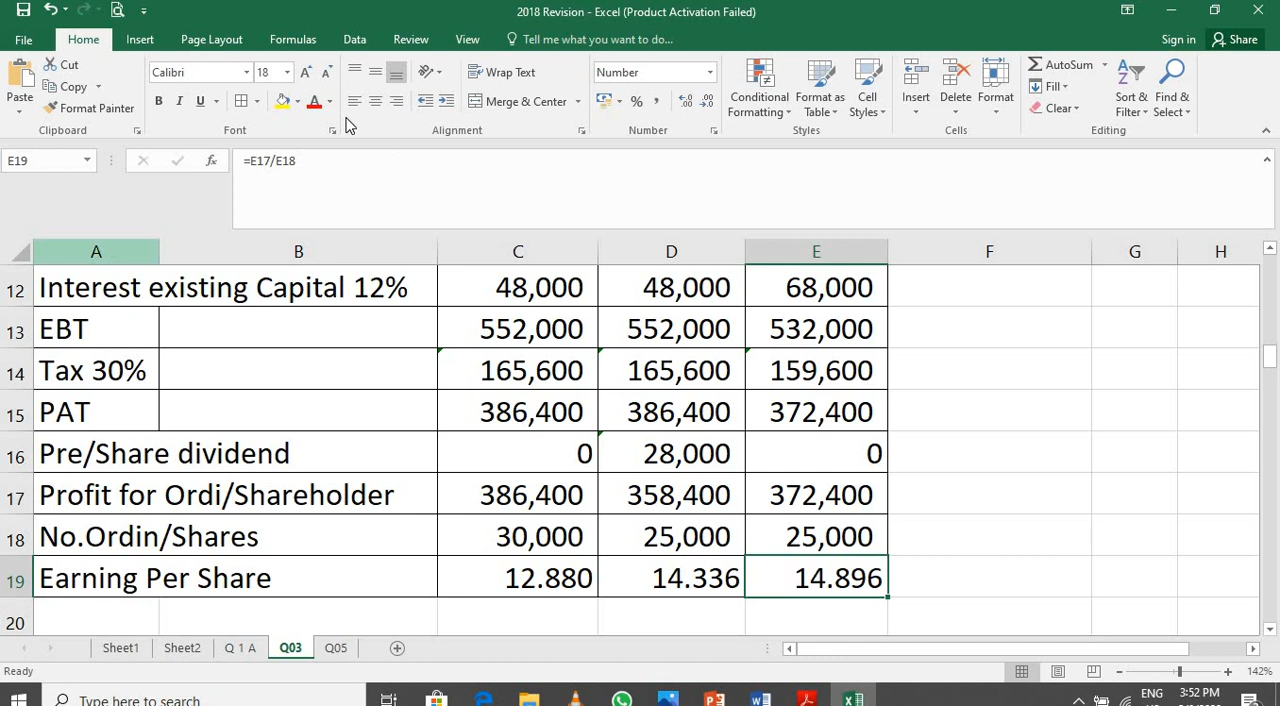 2018 Revision - Excel (Product Activation Failed)
File Home Insert Page Layout Formulas Data Review View Tell me what you want to do... Sign in Share
Paste Cut Copy Format Painter Clipboard
Calibri 18 A A B I U A Font
Wrap Text Merge & Center Alignment
Number % , Number
Conditional Formatting Format as Table Cell Styles Styles
Insert Delete Format Cells
AutoSum Fill Clear Sort & Filter Find & Select Editing
E19 fx =E17/E18
A B C D E F G H
12 Interest existing Capital 12% 48,000 48,000 68,000
13 EBT 552,000 552,000 532,000
14 Tax 30% 165,600 165,600 159,600
15 PAT 386,400 386,400 372,400
16 Pre/Share dividend 0 28,000 0
17 Profit for Ordi/Shareholder 386,400 358,400 372,400
18 No.Ordin/Shares 30,000 25,000 25,000
19 Earning Per Share 12.880 14.336 14.896
20
Sheet1 Sheet2 Q 1 A Q03 Q05
Ready 142%
Type here to search ENG 3:52 PM